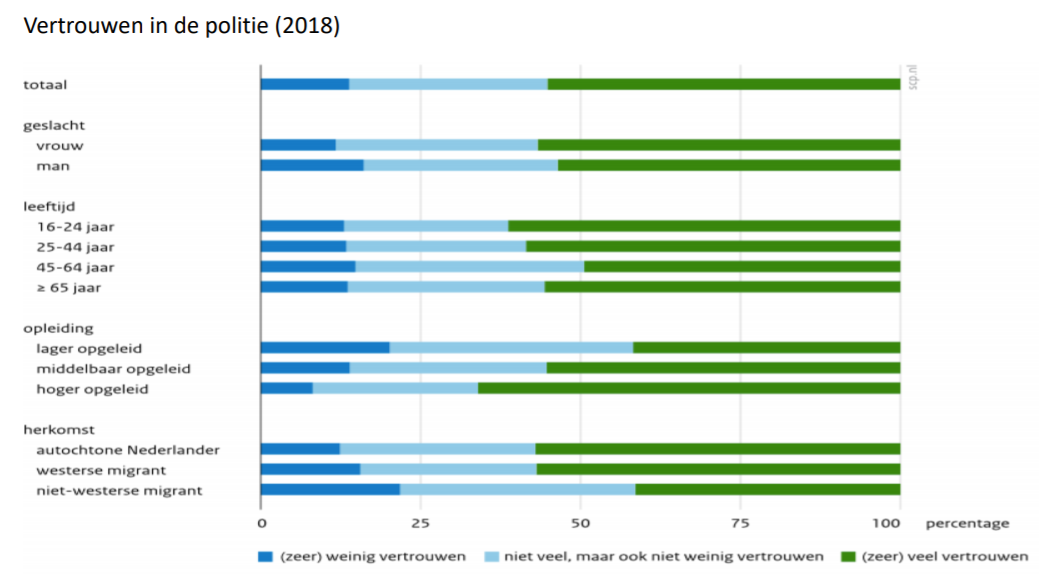 Vertrouwen in de politie (2018)
scp.nl
totaal
geslacht
vrouw
man
leeftijd
16-24 jaar
25-44 jaar
45-64 jaar
≥ 65 jaar
opleiding
lager opgeleid
middelbaar opgeleid
hoger opgeleid
herkomst
autochtone Nederlander
westerse migrant
niet-westerse migrant
0 25 50 75 100 percentage
(zeer) weinig vertrouwen niet veel, maar ook niet weinig vertrouwen (zeer) veel vertrouwen